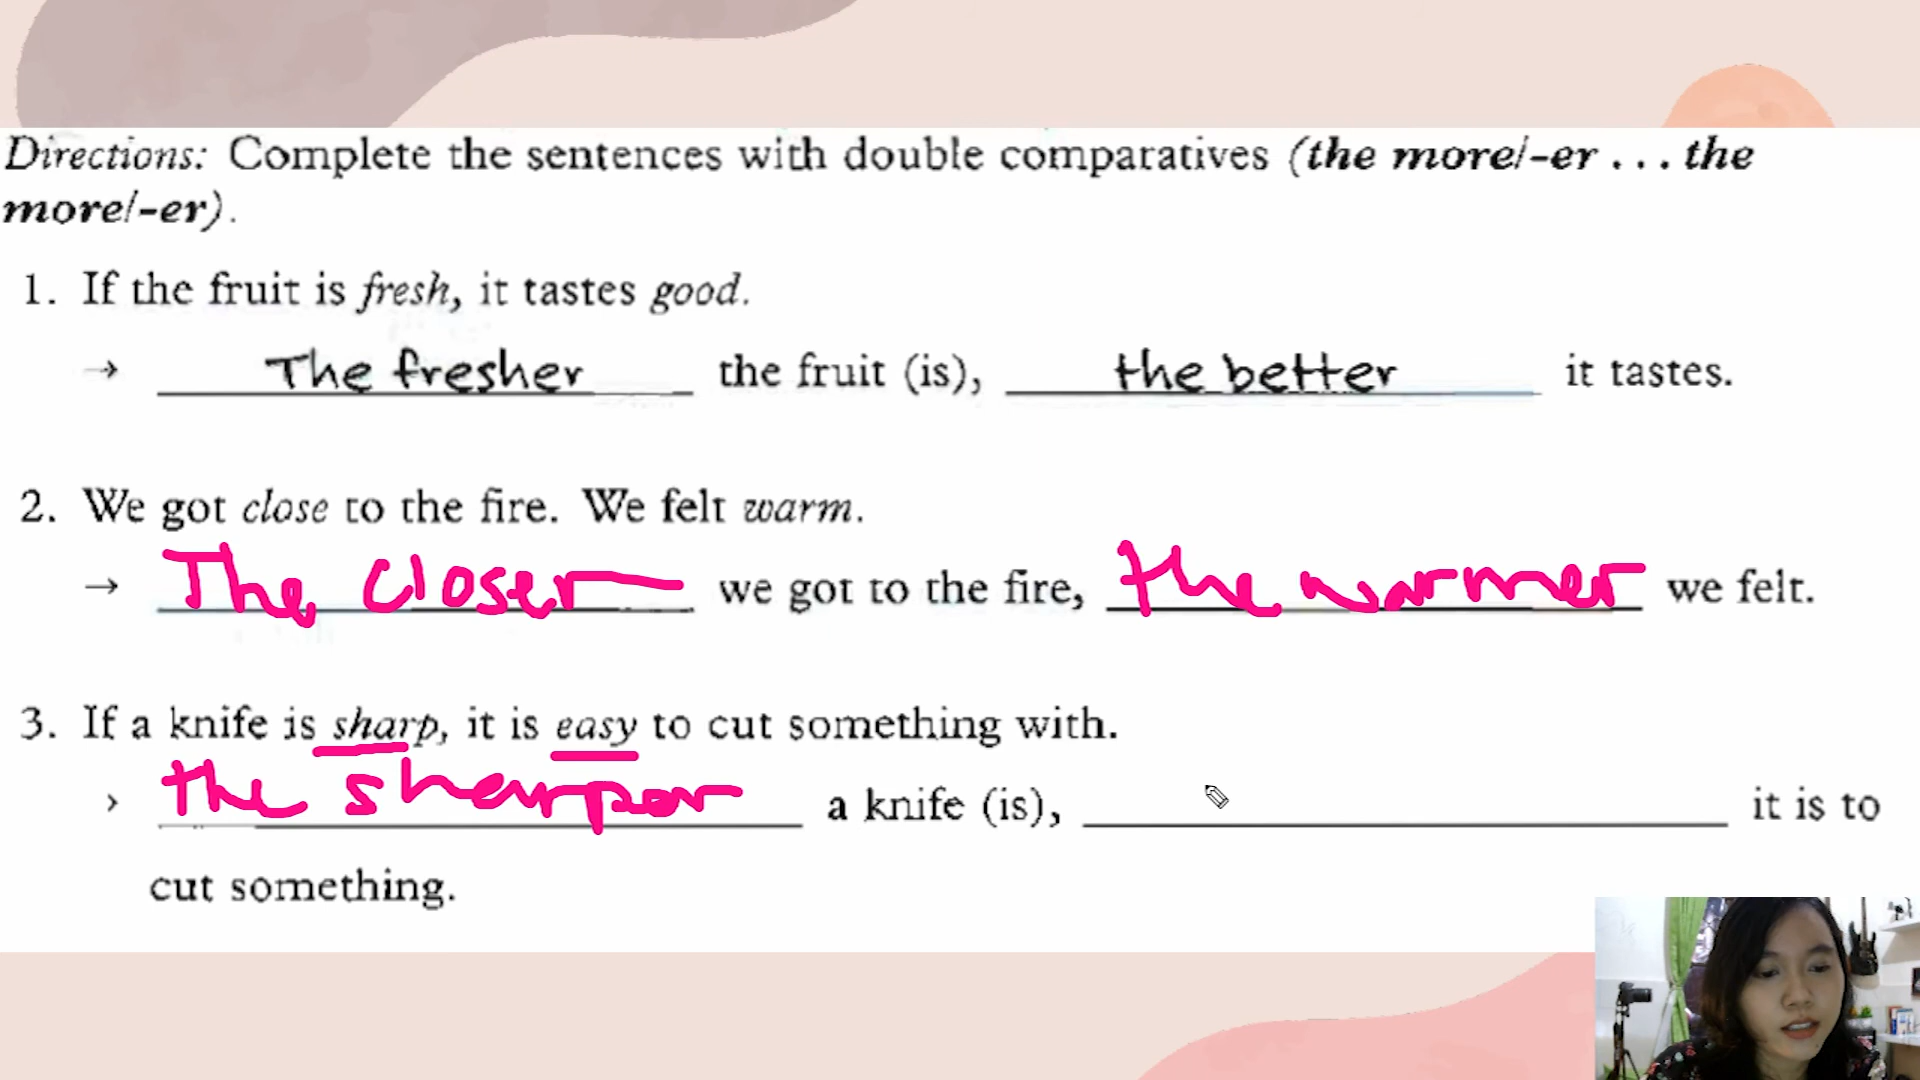 Directions: Complete the sentences with double comparatives (the more/-er . . . the
more/-er).
1. If the fruit is fresh, it tastes good.
→ The fresher the fruit (is), the better it tastes.
2. We got close to the fire. We felt warm.
→ The closer we got to the fire, the warmer we felt.
3. If a knife is sharp, it is easy to cut something with.
› the sharper a knife (is), it is to
cut something.